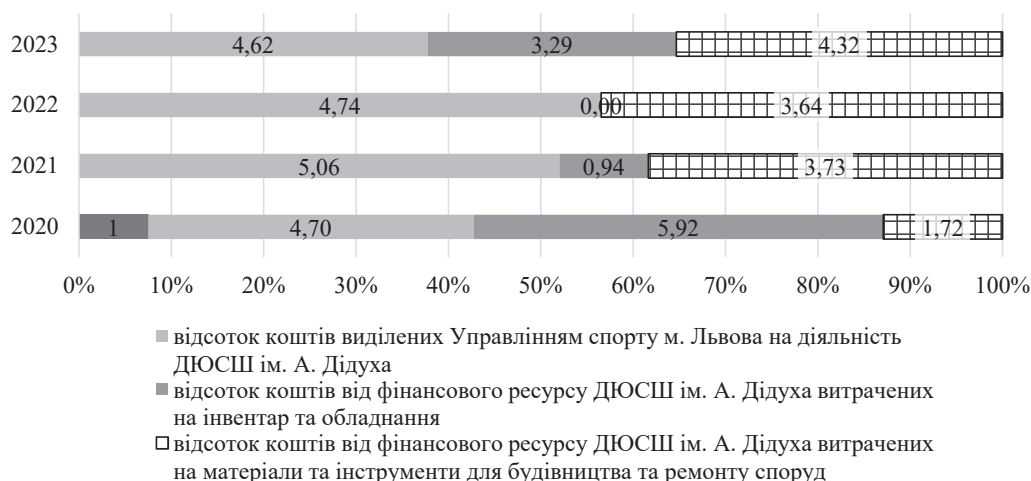 2023 4,62 3,29 4,32
2022 4,74 0,00 3,64
2021 5,06 0,94 3,73
2020 1 4,70 5,92 1,72
0% 10% 20% 30% 40% 50% 60% 70% 80% 90% 100%
відсоток коштів виділених Управлінням спорту м. Львова на діяльність
ДЮСШ ім. А. Дідуха
відсоток коштів від фінансового ресурсу ДЮСШ ім. А. Дідуха витрачених
на інвентар та обладнання
відсоток коштів від фінансового ресурсу ДЮСШ ім. А. Дідуха витрачених
на матеріали та інструменти для будівництва та ремонту споруд